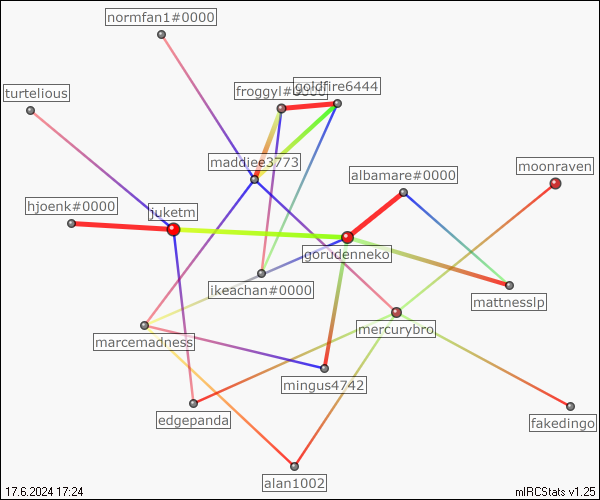 normfan1#0000
goldfire6444
froggyl#0000
turtelious
maddiee3773
moonraven
albamare#0000
hjoenk#0000
juketm
gorudenneko
ikeachan#0000
mattnesslp
mercurybro
marcemadness
mingus4742
edgepanda
fakedingo
alan1002
17.6.2024 17:24
mIRCStats v1.25